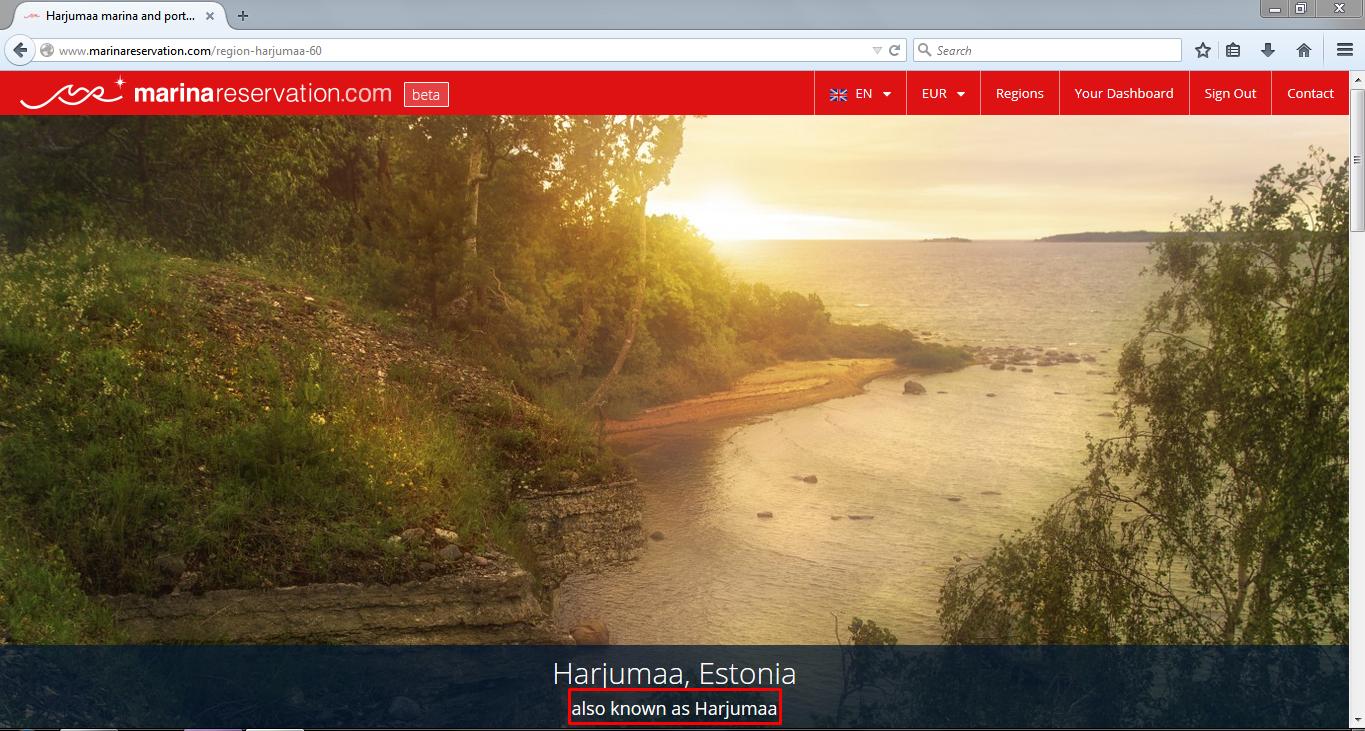 Harjumaa marina and port...
www.marinareservation.com/region-harjumaa-60
Search
marinareservation.com
beta
EN
EUR
Regions
Your Dashboard
Sign Out
Contact
Harjumaa, Estonia
also known as Harjumaa